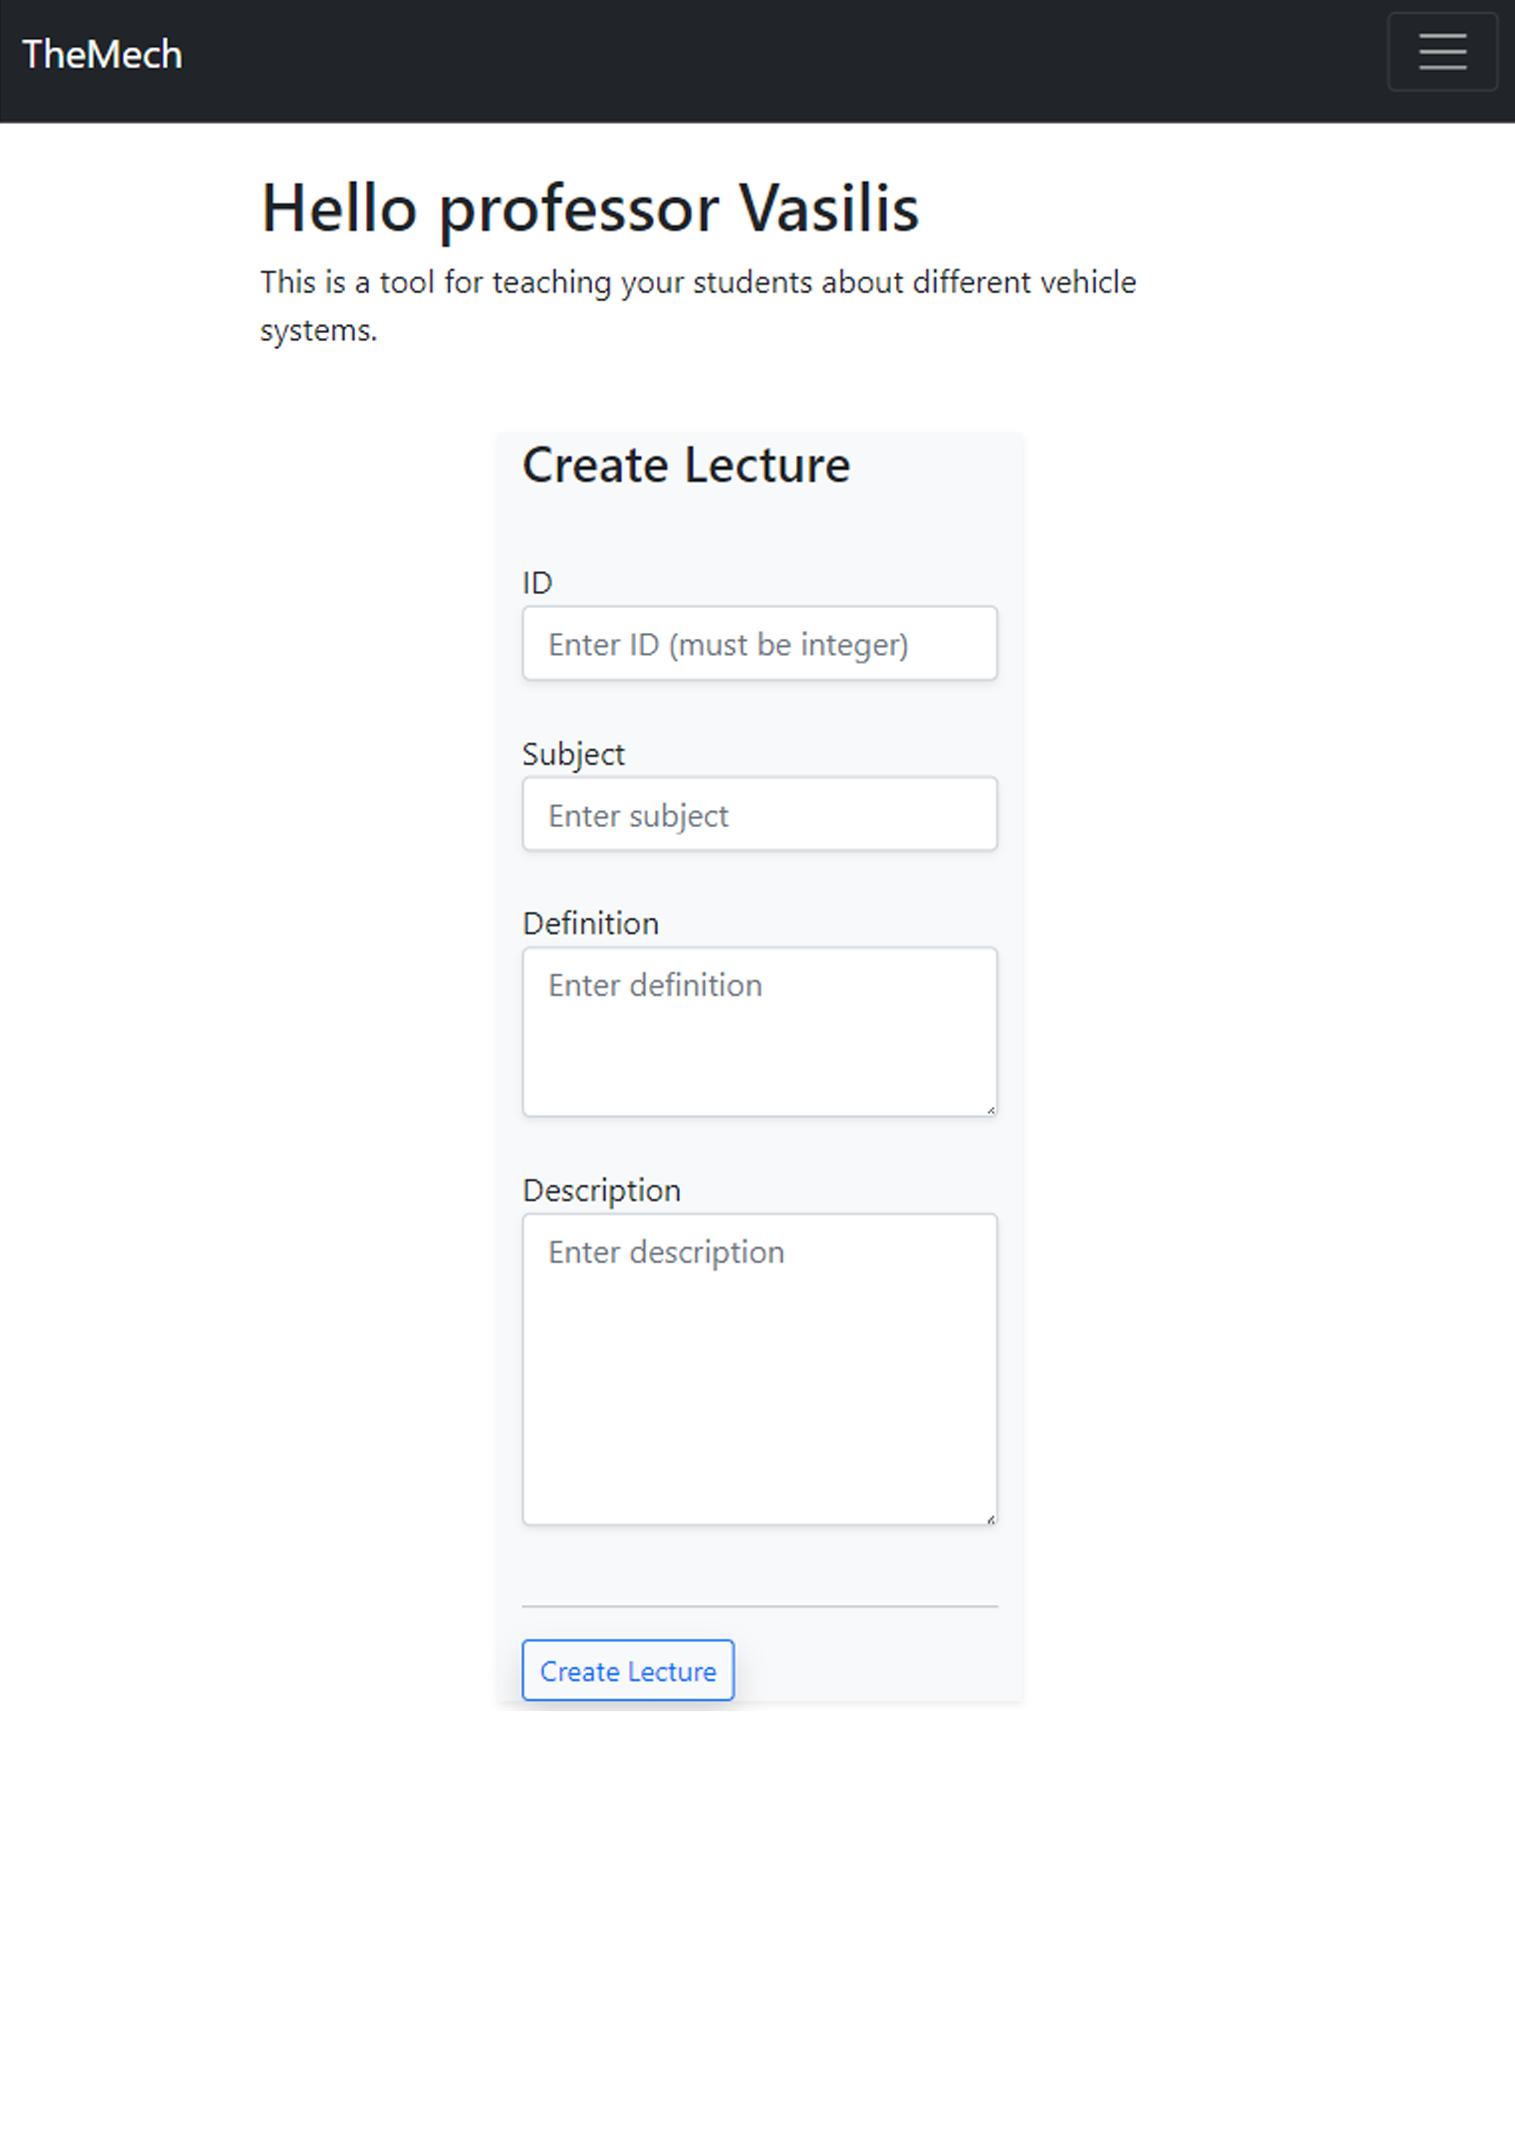 TheMech
Hello professor Vasilis
This is a tool for teaching your students about different vehicle
systems.
Create Lecture
ID
Enter ID (must be integer)
Subject
Enter subject
Definition
Enter definition
Description
Enter description
Create Lecture